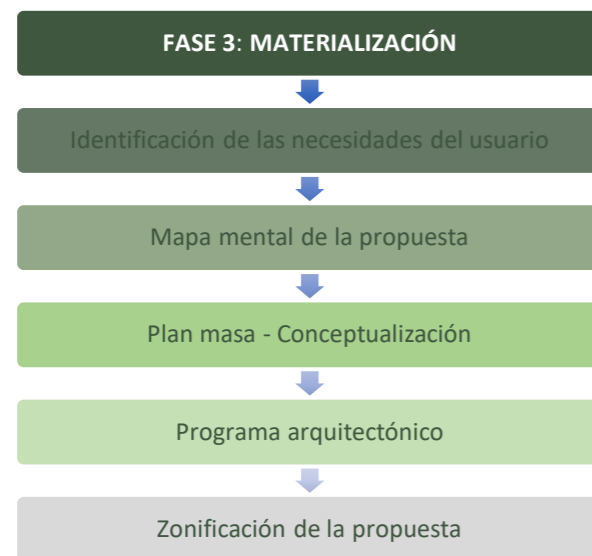 FASE 3: MATERIALIZACIÓN
Identificación de las necesidades del usuario
Mapa mental de la propuesta
Plan masa - Conceptualización
Programa arquitectónico
Zonificación de la propuesta